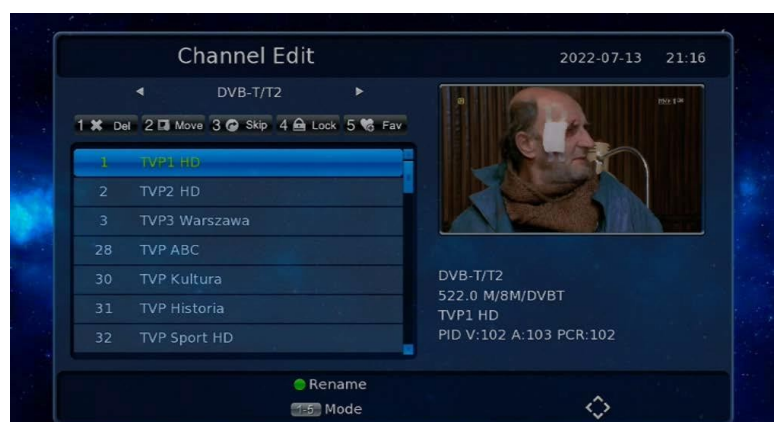 Channel Edit
2022-07-13 21:16
DVB-T/T2
1 Del 2 Move 3 Skip 4 Lock 5 Fav
1 TVP1 HD
2 TVP2 HD
3 TVP3 Warszawa
28 TVP ABC
30 TVP Kultura
31 TVP Historia
32 TVP Sport HD
DVB-T/T2
522.0 M/8M/DVBT
TVP1 HD
PID V:102 A:103 PCR:102
Rename
1-5 Mode